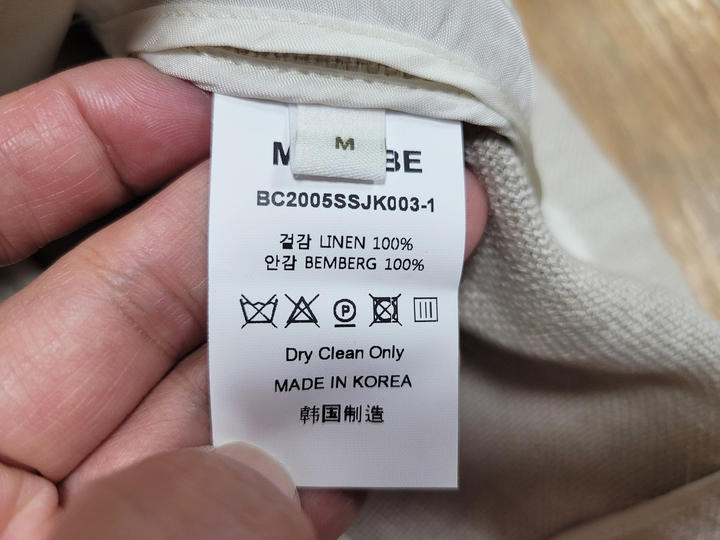 M
BC2005SSJK003-1
겉감 LINEN 100%
안감 BEMBERG 100%
P
Dry Clean Only
MADE IN KOREA
韩国制造